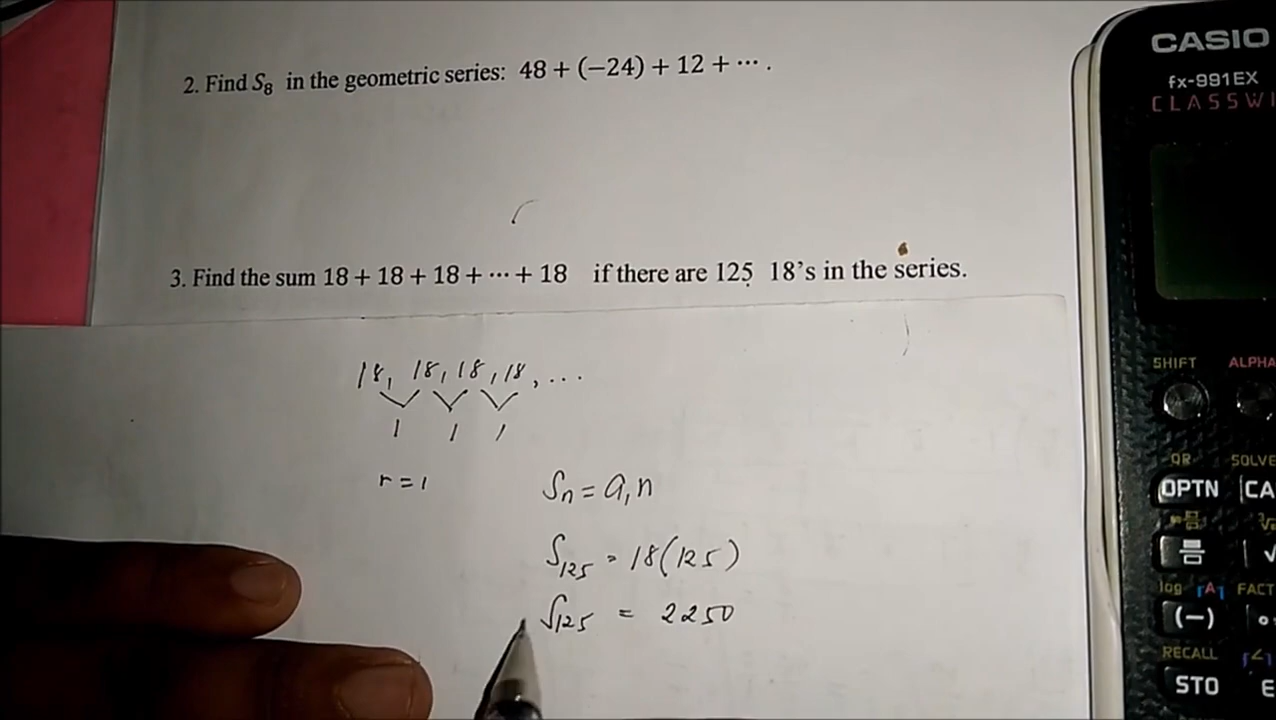 2. Find S₈ in the geometric series: 48 + (−24) + 12 + ⋯ .
3. Find the sum 18 + 18 + 18 + ⋯ + 18 if there are 125 18's in the series.
18, 18, 18, 18, ...
1 1 1
r = 1
Sn = a₁n
S₁₂₅ = 18(125)
S₁₂₅ = 2250
CASIO
fx-991EX
CLASSWI
SHIFT ALPHA
QR SOLVE
OPTN CA
log [A] FACT
(−)
RECALL [∠]
STO E